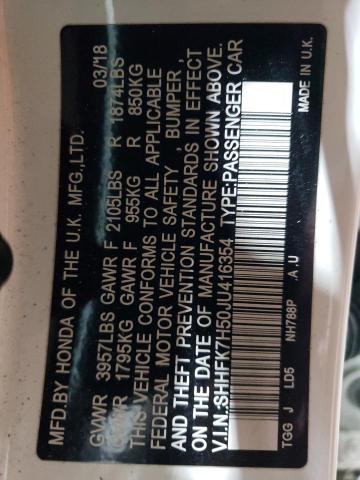 MFD.BY HONDA OF THE U.K. MFG.,LTD. 03/18
GVWR 3957LBS GAWR F 2105LBS R 1874LBS
GVWR 1795KG GAWR F 955KG R 850KG
THIS VEHICLE CONFORMS TO ALL APPLICABLE
FEDERAL MOTOR VEHICLE SAFETY , BUMPER ,
AND THEFT PREVENTION STANDARDS IN EFFECT
ON THE DATE OF MANUFACTURE SHOWN ABOVE.
V.I.N.:SHHFK7H50JU416354 TYPE:PASSENGER CAR
TGG J LD5 NH788P .A .U MADE IN U.K.